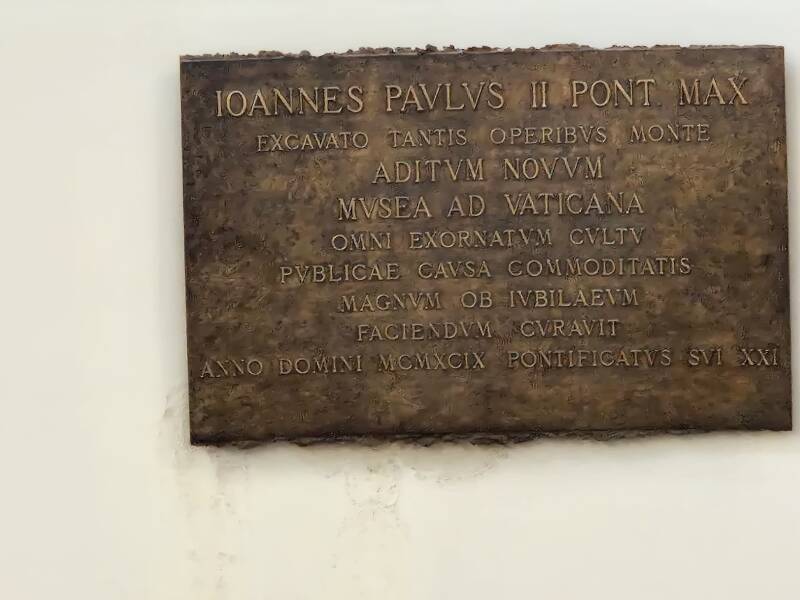 IOANNES PAVLVS II PONT MAX
EXCAVATO TANTIS OPERIBVS MONTE
ADITVM NOVVM
MVSEA AD VATICANA
OMNI EXORNATVM CVLTV
PVBLICAE CAVSA COMMODITATIS
MAGNVM OB IVBILAEVM
FACIENDVM CVRAVIT
ANNO DOMINI MCMXCIX PONTIFICATVS SVI XXI